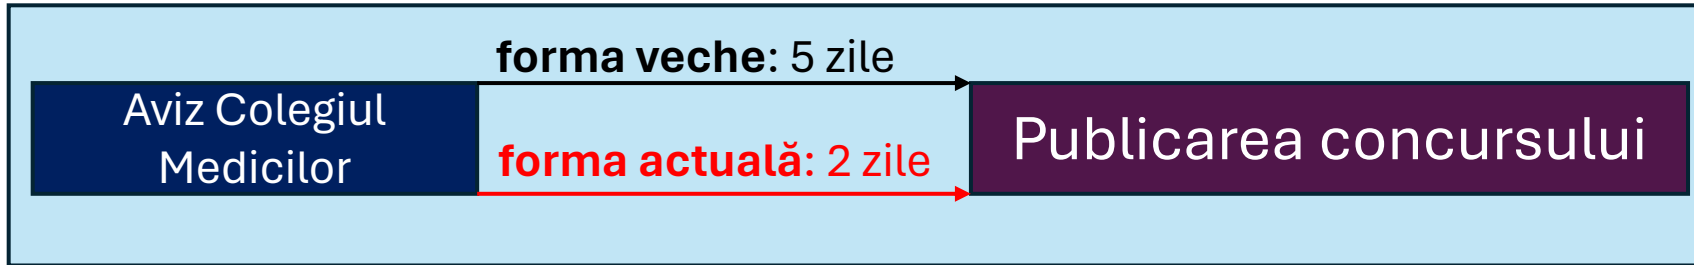 forma veche: 5 zile
Aviz Colegiul
Medicilor
forma actuală: 2 zile
Publicarea concursului